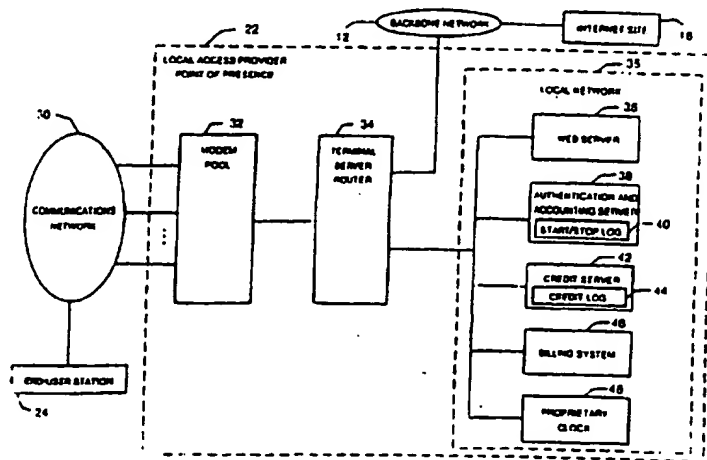 22
12
BACKBONE NETWORK
INTERNET SITE
16
LOCAL ACCESS PROVIDER
POINT OF PRESENCE
35
LOCAL NETWORK
30
32
34
36
MODEM
POOL
TERMINAL
SERVER
ROUTER
WEB SERVER
38
AUTHENTICATION AND
ACCOUNTING SERVER
START/STOP LOG
40
COMMUNICATIONS
NETWORK
42
CREDIT SERVER
CREDIT LOG
44
46
BILLING SYSTEM
48
PROPRIETARY
CLOCK
END-USER STATION
24